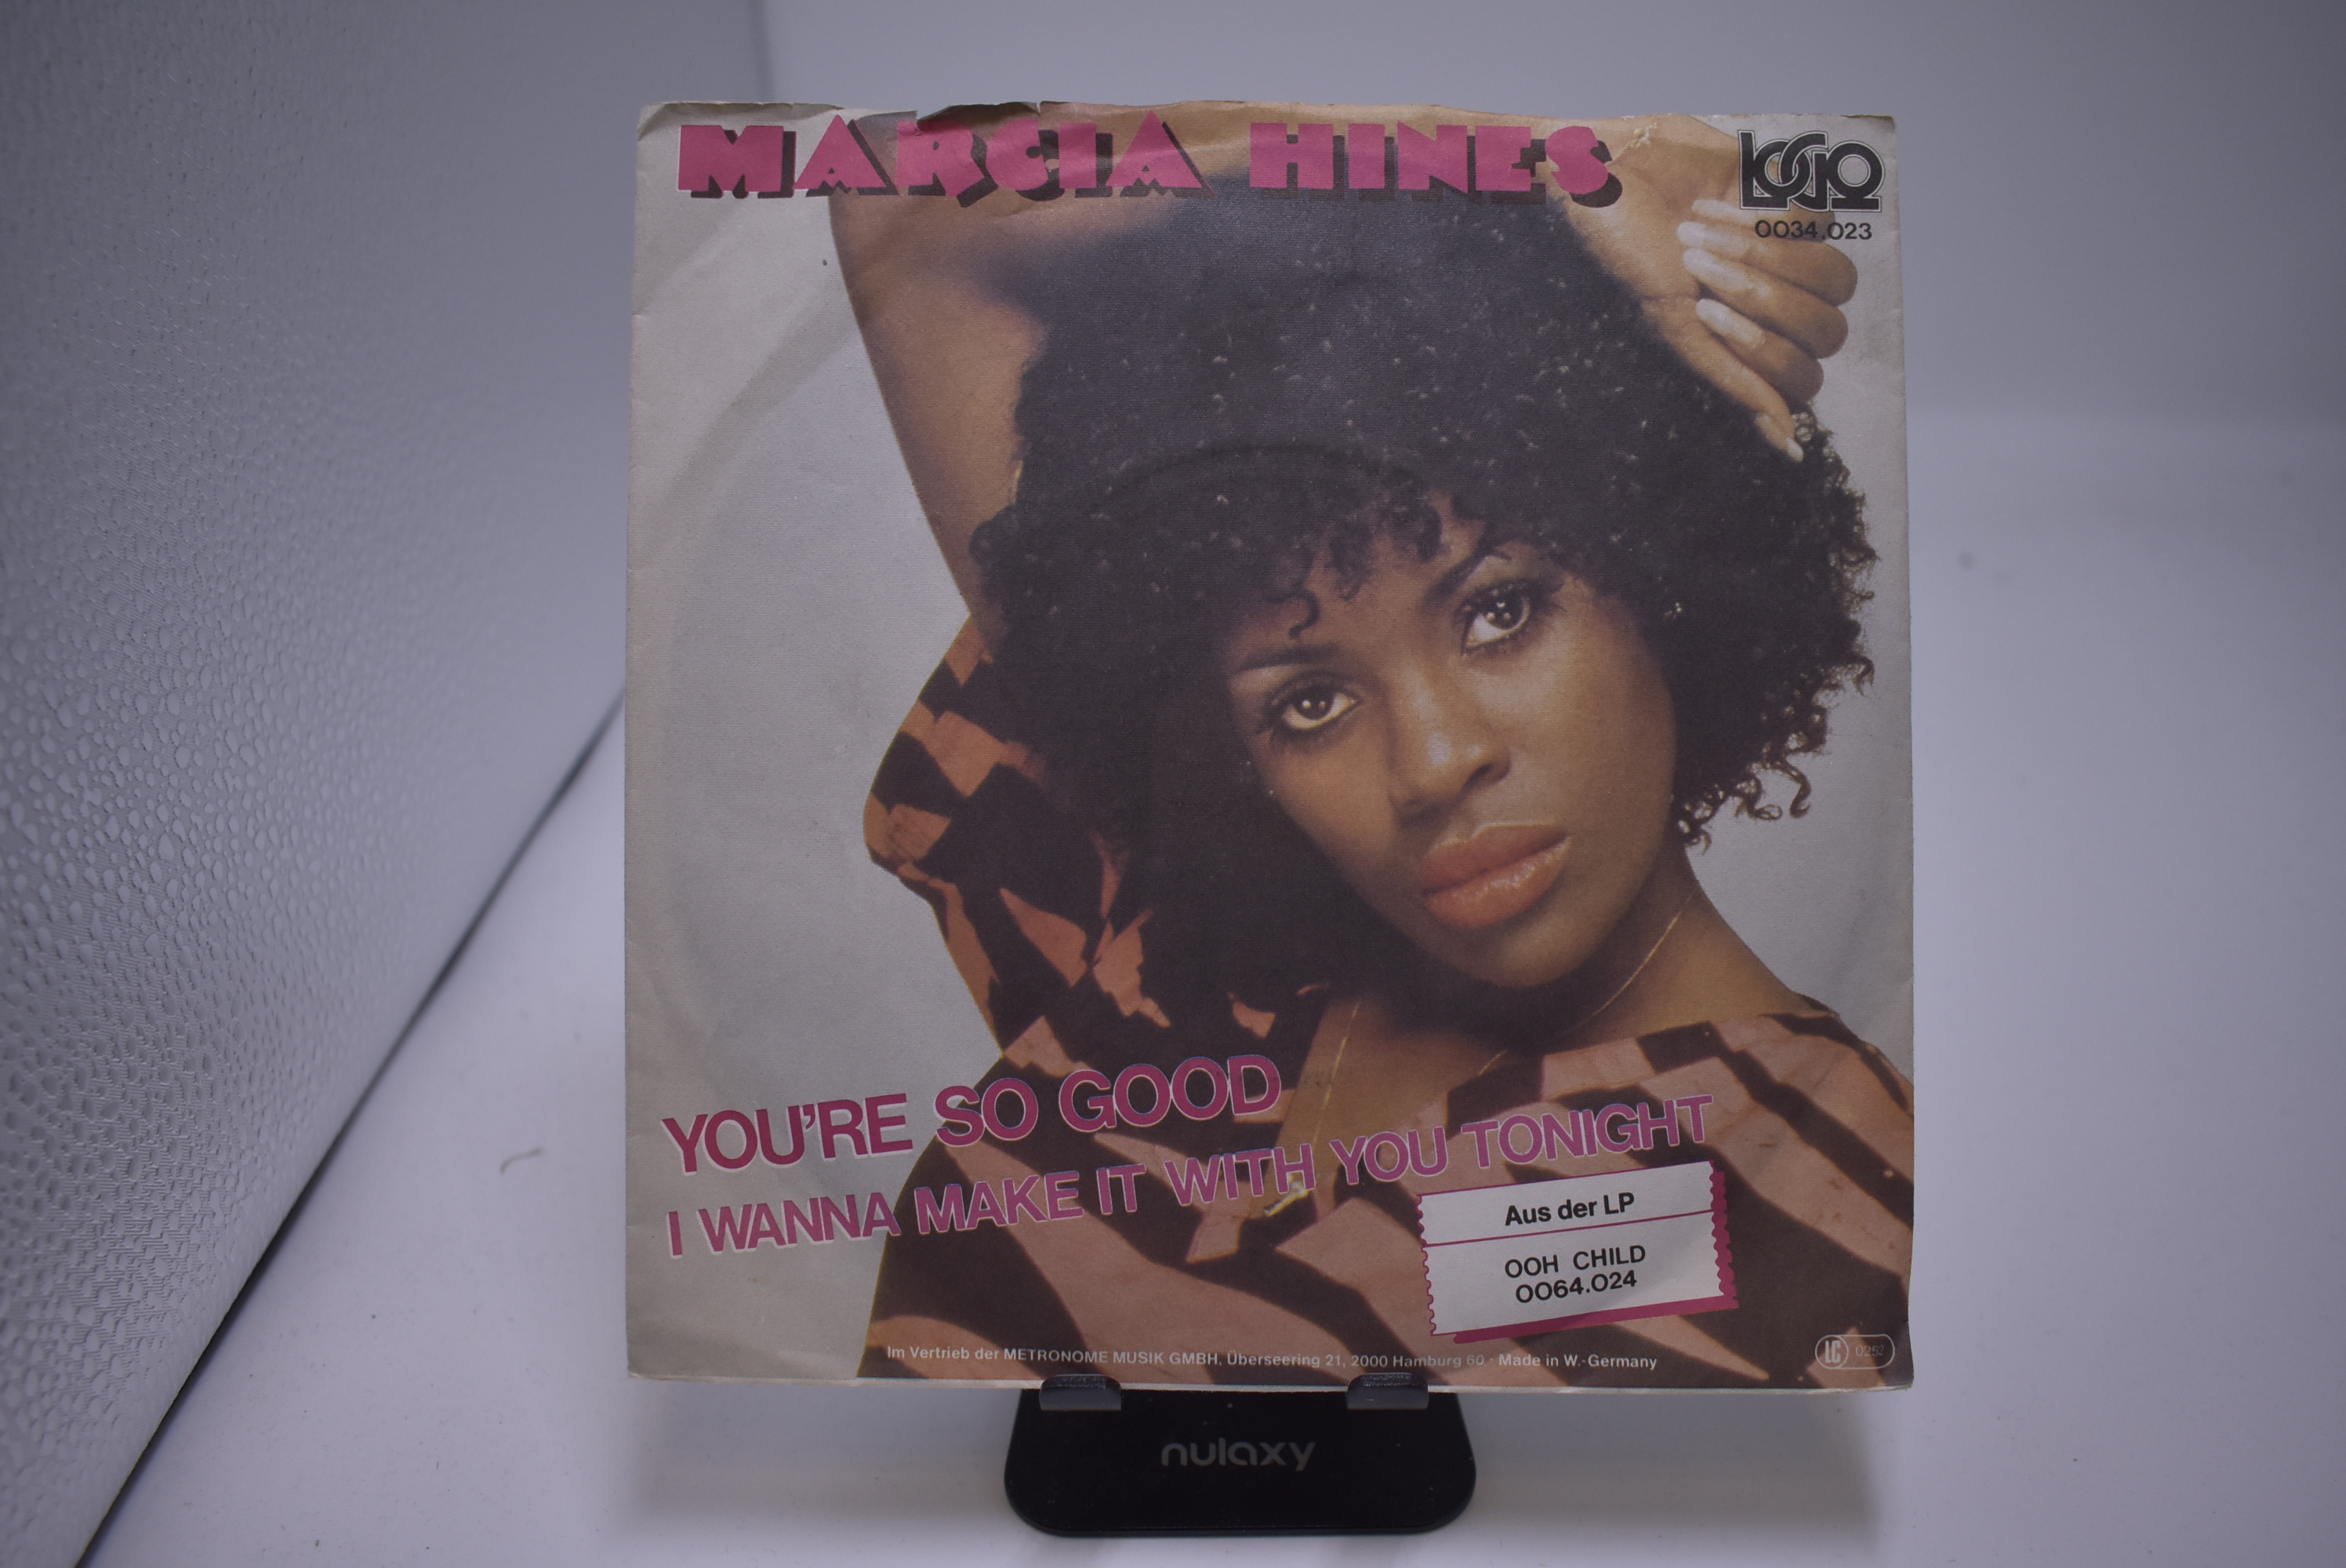 MARCIA HINES
LOGO
0034.023
YOU'RE SO GOOD
I WANNA MAKE IT WITH YOU TONIGHT
Aus der LP
OOH CHILD
0064.024
Im Vertrieb der METRONOME MUSIK GMBH, Überseering 21, 2000 Hamburg 60 · Made in W.-Germany
LC 0252
nulaxy